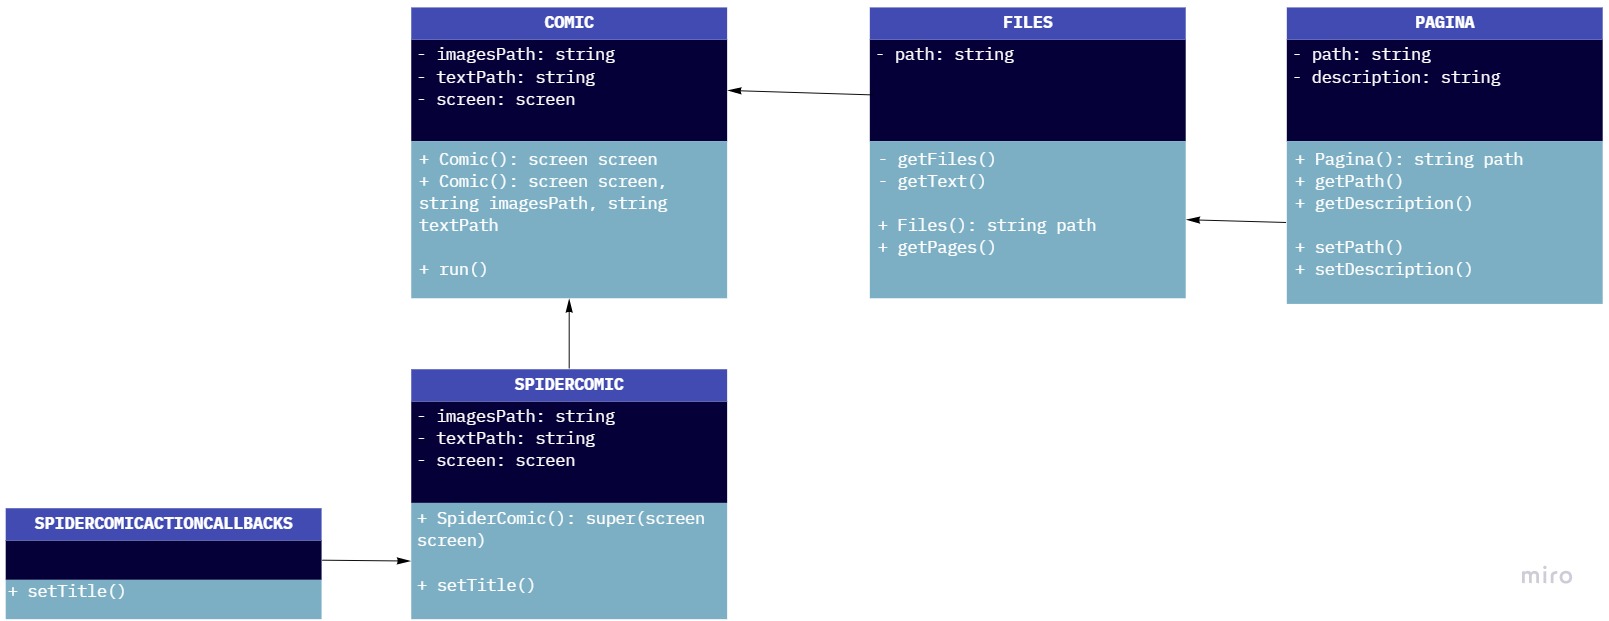 COMIC
- imagesPath: string
- textPath: string
- screen: screen
+ Comic(): screen screen
+ Comic(): screen screen,
string imagesPath, string
textPath
+ run()
FILES
- path: string
- getFiles()
- getText()
+ Files(): string path
+ getPages()
PAGINA
- path: string
- description: string
+ Pagina(): string path
+ getPath()
+ getDescription()
+ setPath()
+ setDescription()
SPIDERCOMIC
- imagesPath: string
- textPath: string
- screen: screen
+ SpiderComic(): super(screen
screen)
+ setTitle()
SPIDERCOMICACTIONCALLBACKS
+ setTitle()
miro